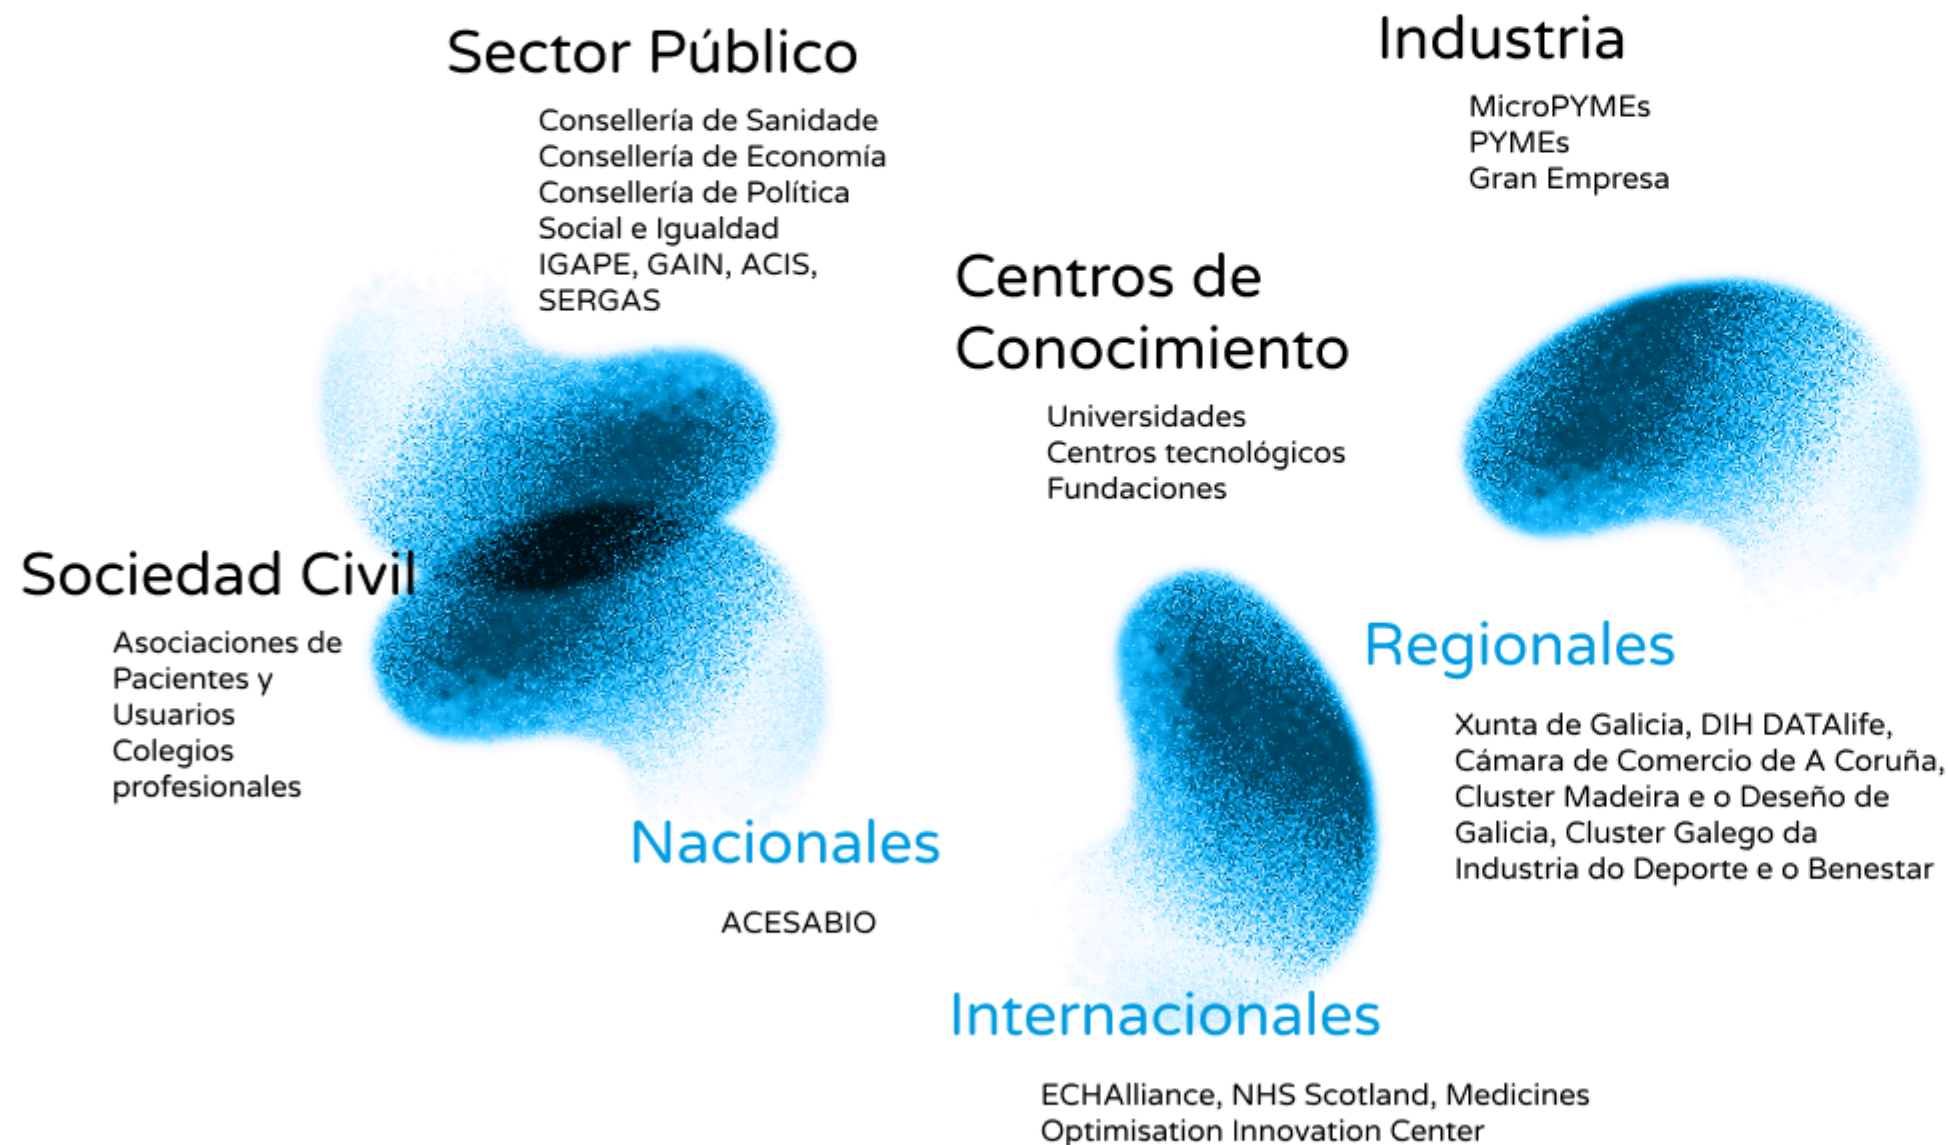 Sector Público
Consellería de Sanidade
Consellería de Economía
Consellería de Política
Social e Igualdad
IGAPE, GAIN, ACIS,
SERGAS
Industria
MicroPYMEs
PYMEs
Gran Empresa
Centros de
Conocimiento
Universidades
Centros tecnológicos
Fundaciones
Sociedad Civil
Asociaciones de
Pacientes y
Usuarios
Colegios
profesionales
Regionales
Xunta de Galicia, DIH DATAlife,
Cámara de Comercio de A Coruña,
Cluster Madeira e o Deseño de
Galicia, Cluster Galego da
Industria do Deporte e o Benestar
Nacionales
ACESABIO
Internacionales
ECHAlliance, NHS Scotland, Medicines
Optimisation Innovation Center